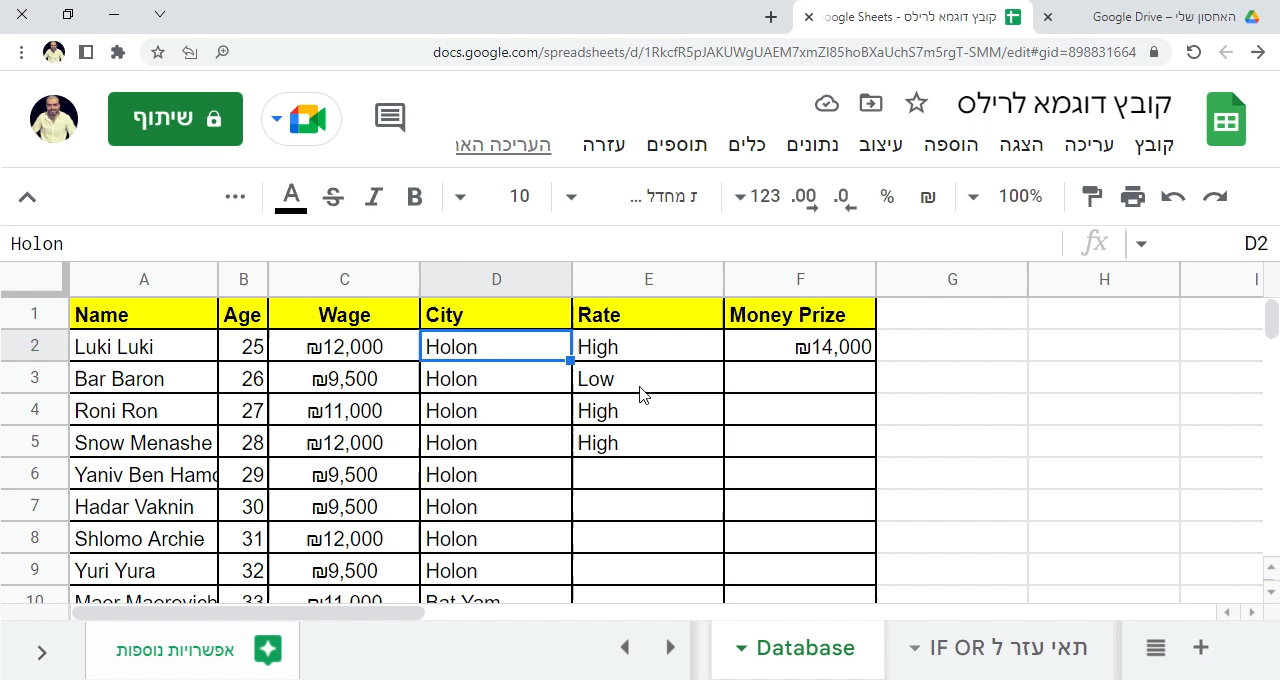 קובץ דוגמא לרילס - oogle Sheets
האחסון שלי – Google Drive
docs.google.com/spreadsheets/d/1RkcfR5pJAKUWgUAEM7xmZI85hoBXaUchS7m5rgT-SMM/edit#gid=898831664
קובץ דוגמא לרילס
שיתוף
קובץ עריכה הצגה הוספה עיצוב נתונים כלים תוספים עזרה העריכה האח
100% ₪ % .0 .00 123 ז מחדל ... 10 B I S A
D2 fx Holon
A B C D E F G H I
1 Name Age Wage City Rate Money Prize
2 Luki Luki 25 ₪12,000 Holon High ₪14,000
3 Bar Baron 26 ₪9,500 Holon Low
4 Roni Ron 27 ₪11,000 Holon High
5 Snow Menashe 28 ₪12,000 Holon High
6 Yaniv Ben Hamo 29 ₪9,500 Holon
7 Hadar Vaknin 30 ₪9,500 Holon
8 Shlomo Archie 31 ₪12,000 Holon
9 Yuri Yura 32 ₪9,500 Holon
10 Maor Maorovich 33 ₪11,000 Bat Yam
תאי עזר ל IF OR
Database
אפשרויות נוספות